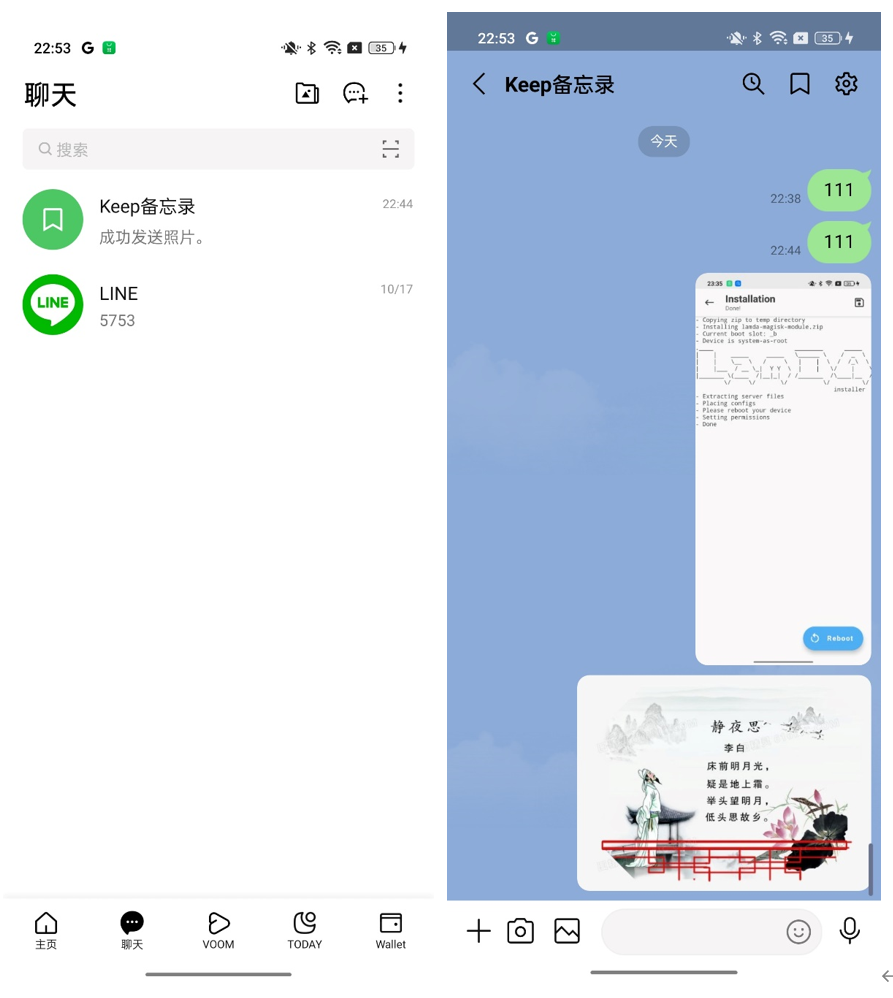 22:53
35
聊天
搜索
Keep备忘录
22:44
成功发送照片。
LINE
LINE
10/17
5753
主页
聊天
VOOM
TODAY
Wallet
22:53
35
Keep备忘录
今天
22:38
111
22:44
111
23:35
Installation
Done!
- Copying zip to temp directory
- Installing lamda-magisk-module.zip
- Current boot slot: _b
- Device is system-as-root
installer
- Extracting server files
- Placing configs
- Please reboot your device
- Setting permissions
- Done
Reboot
静夜思
李白
床前明月光，
疑是地上霜。
举头望明月，
低头思故乡。